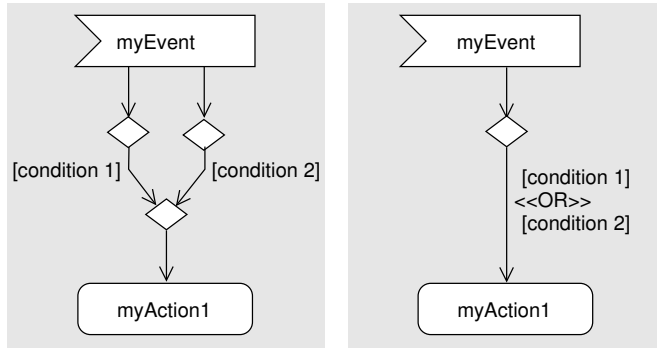 myEvent
[condition 1]
[condition 2]
myAction1
myEvent
[condition 1]
<<OR>>
[condition 2]
myAction1